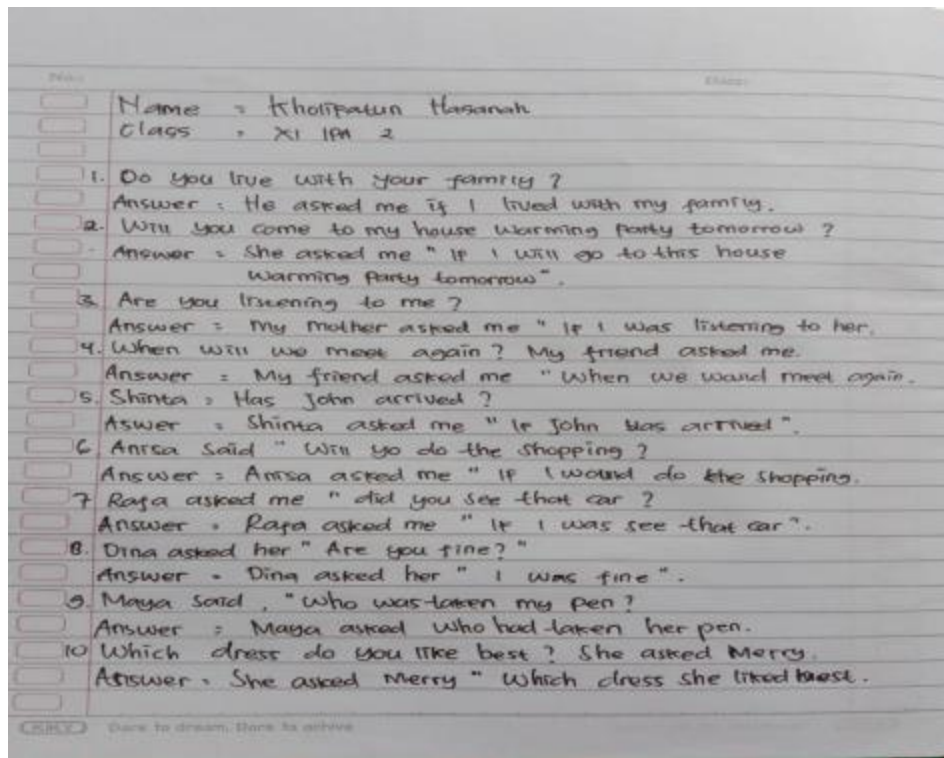 No:
Date:
Name : Kholipatun Hasanah
Class : XI IPA 2
1. Do you live with your family ?
Answer : He asked me if I lived with my family.
2. Will you come to my house warming party tomorrow ?
Answer : She asked me " If I will go to this house
warming party tomorrow".
3. Are you listening to me ?
Answer : My mother asked me " If I was listening to her.
4. When will we meet again ? My friend asked me.
Answer : My friend asked me " When we would meet again.
5. Shinta : Has John arrived ?
Aswer : Shinta asked me " If John has arrived".
6 Anisa Said " Will yo do the shopping ?
Answer : Anisa asked me " If I would do the shopping.
7 Rafa asked me " did you see that car ?
Answer : Rafa asked me " If I was see that car".
8. Dina asked her " Are you fine? "
Answer : Dina asked her " I was fine".
9. Maya Said, "Who was taken my pen ?
Answer : Maya asked who had taken her pen.
10 Which dress do you like best ? She asked Merry.
Answer : She asked Merry " Which dress she liked best.
Dare to dream. Dare to achive